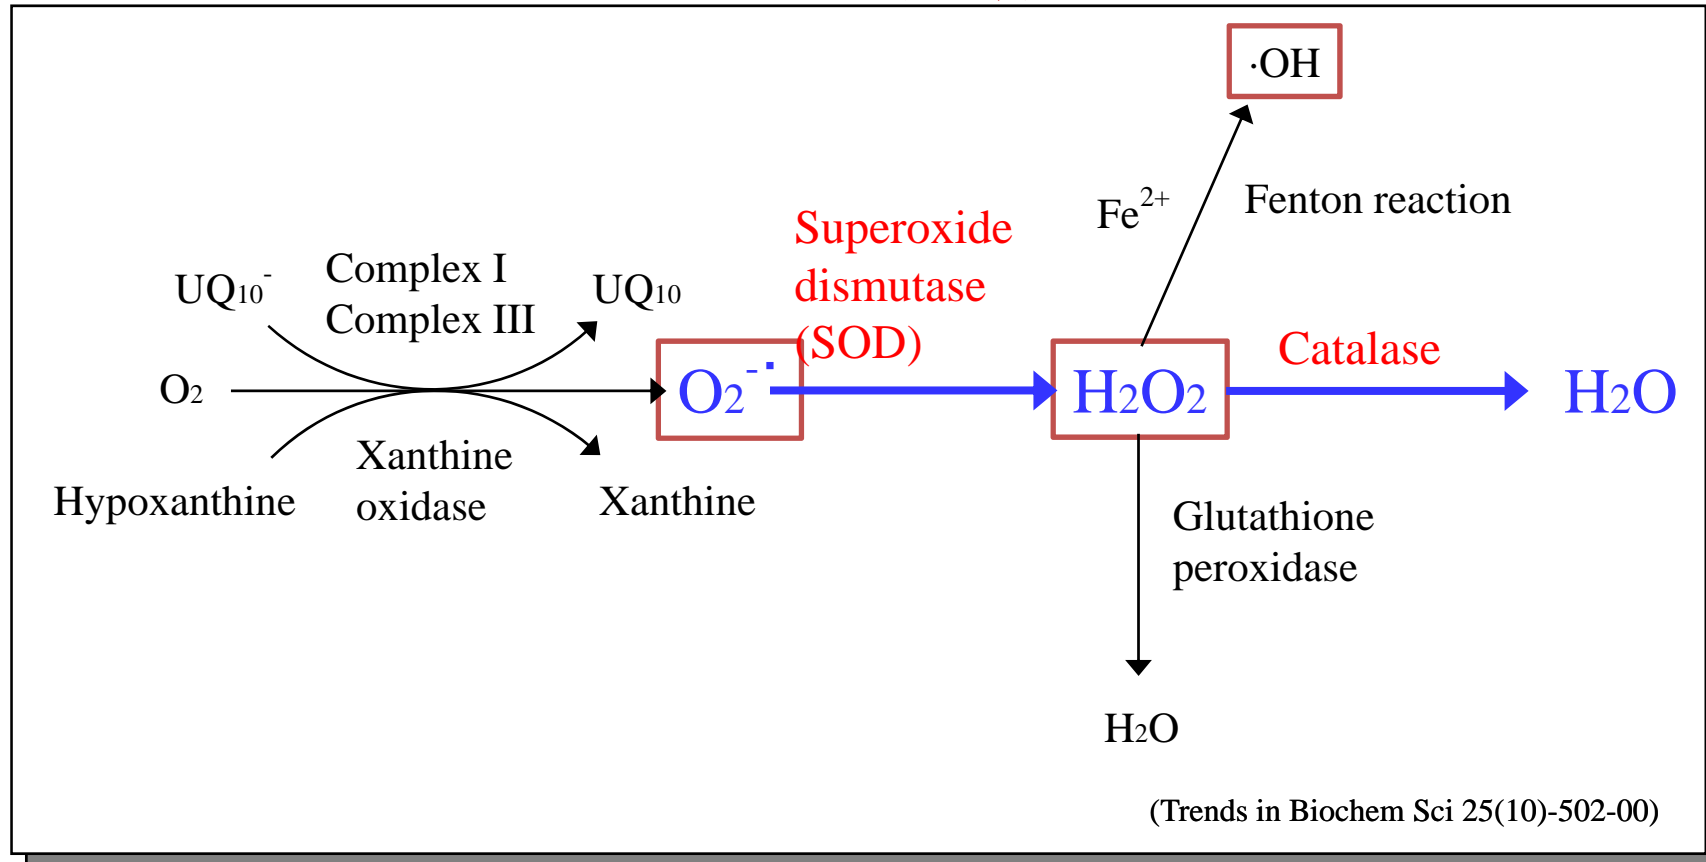 ·OH
Fe2+
Fenton reaction
Superoxide
dismutase
(SOD)
UQ10-
Complex I
Complex III
UQ10
O2
O2-·
H2O2
Catalase
H2O
Hypoxanthine
Xanthine
oxidase
Xanthine
Glutathione
peroxidase
H2O
(Trends in Biochem Sci 25(10)-502-00)